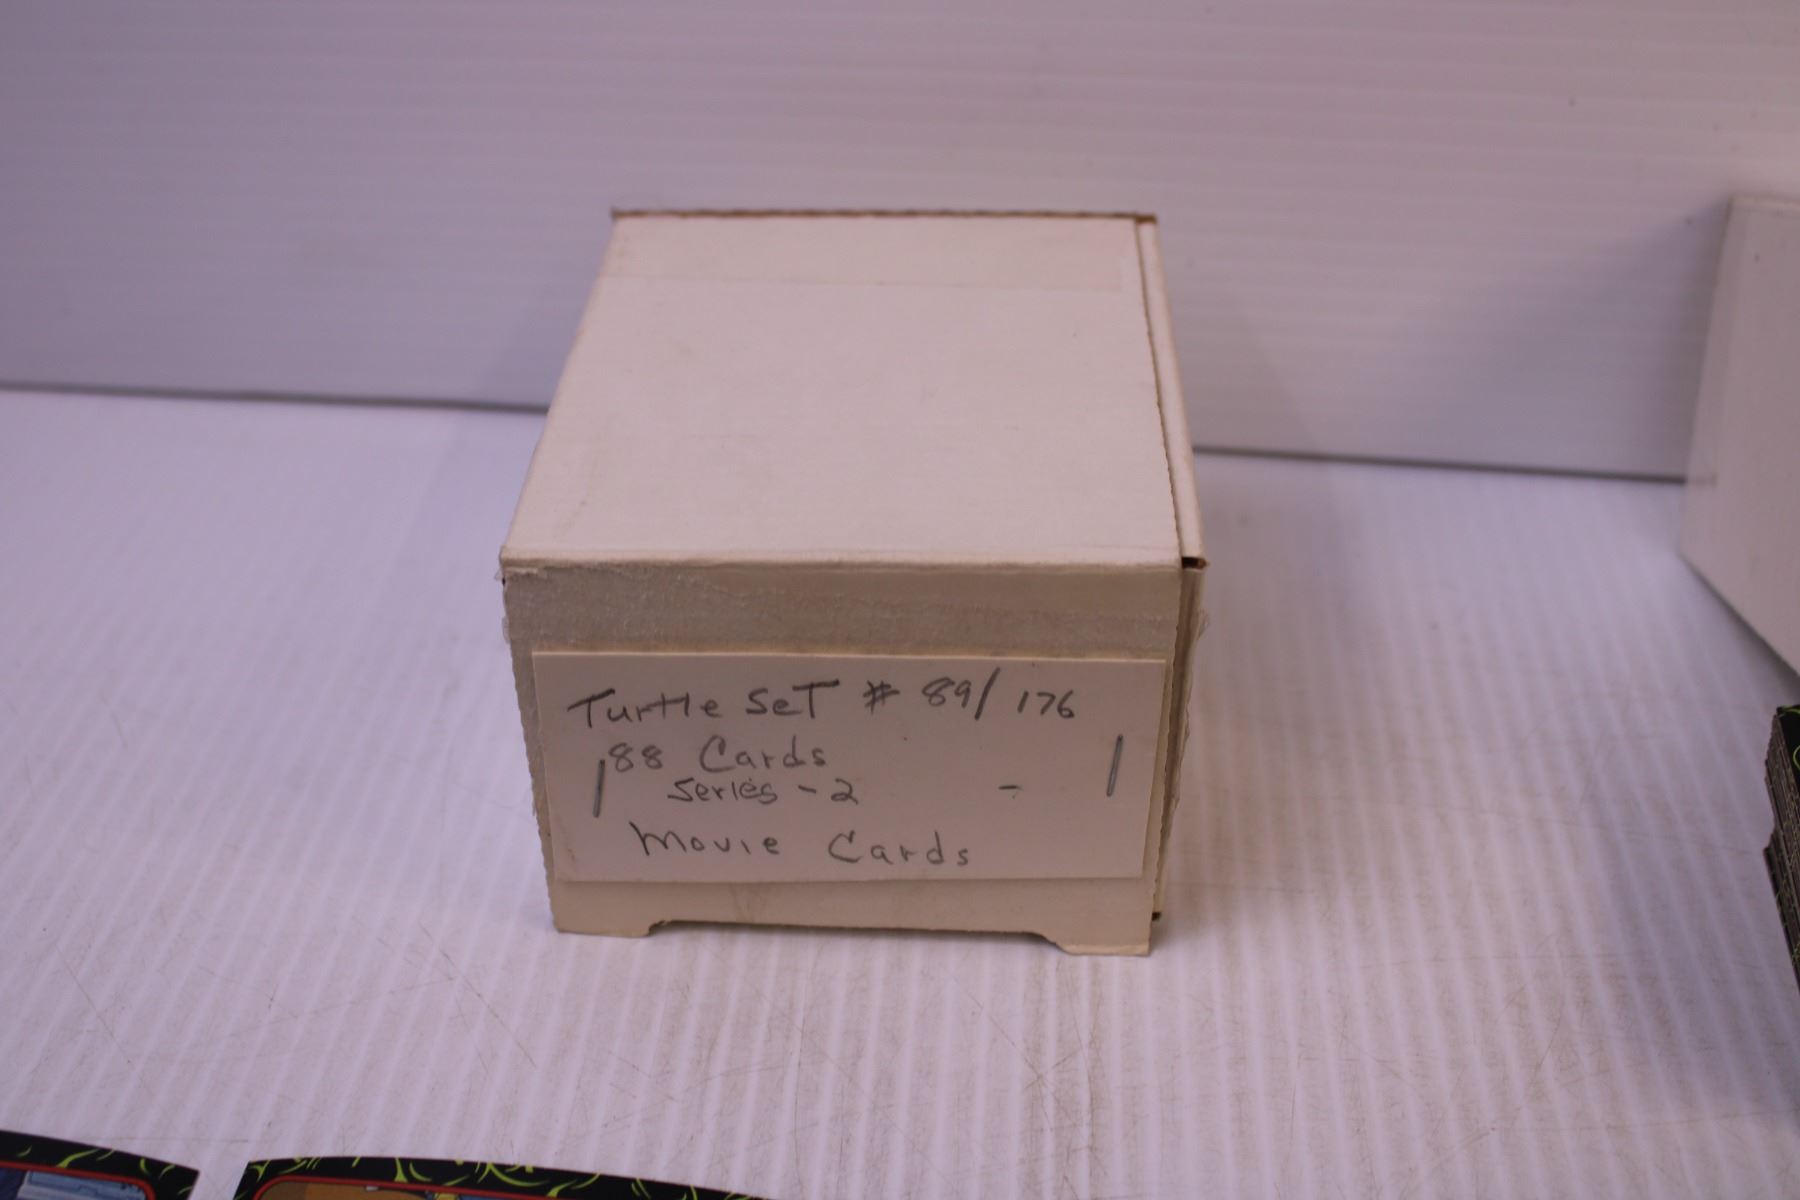 Turtle Set # 89/176
88 Cards
Series - 2 -
Movie Cards